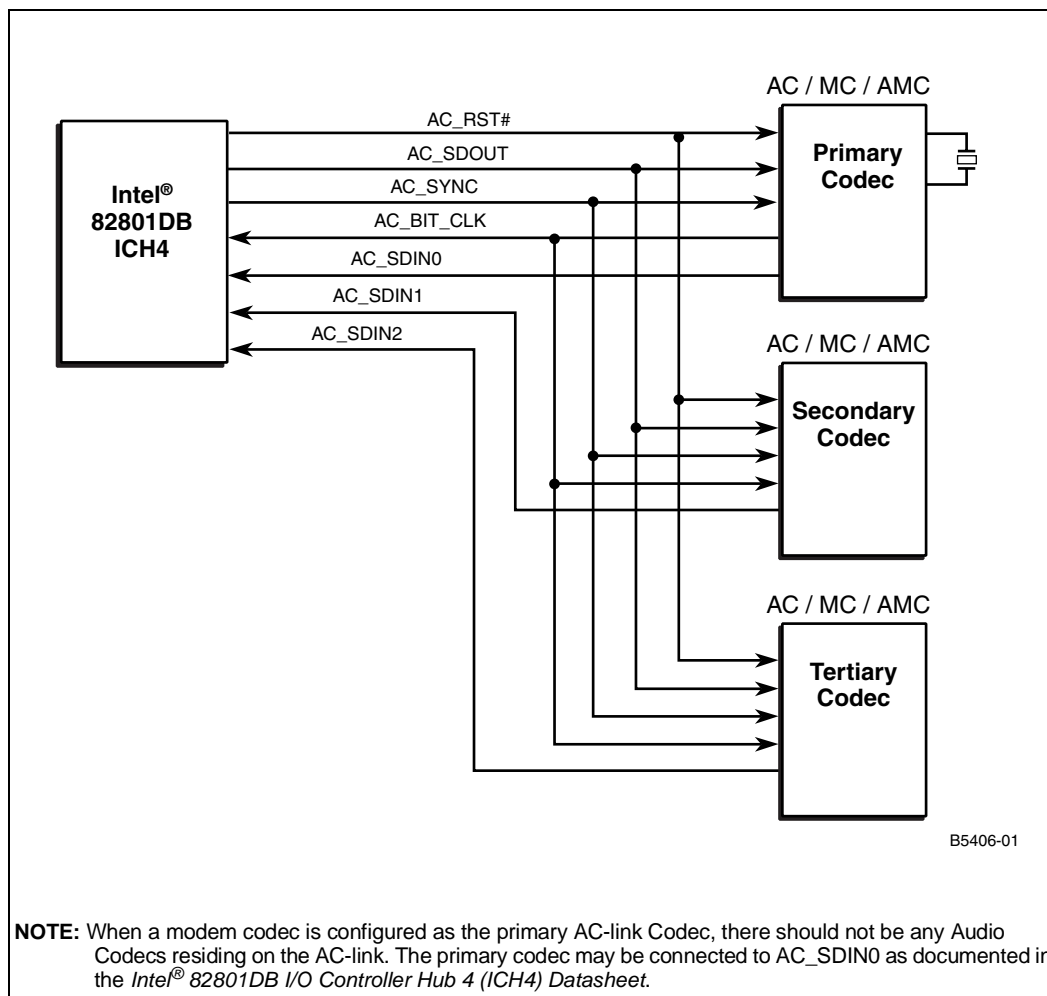 AC / MC / AMC
AC_RST#
Primary
Codec
AC_SDOUT
Intel®
82801DB
ICH4
AC_SYNC
AC_BIT_CLK
AC_SDIN0
AC_SDIN1
AC_SDIN2
AC / MC / AMC
Secondary
Codec
AC / MC / AMC
Tertiary
Codec
B5406-01
NOTE: When a modem codec is configured as the primary AC-link Codec, there should not be any Audio
Codecs residing on the AC-link. The primary codec may be connected to AC_SDIN0 as documented in
the Intel® 82801DB I/O Controller Hub 4 (ICH4) Datasheet.